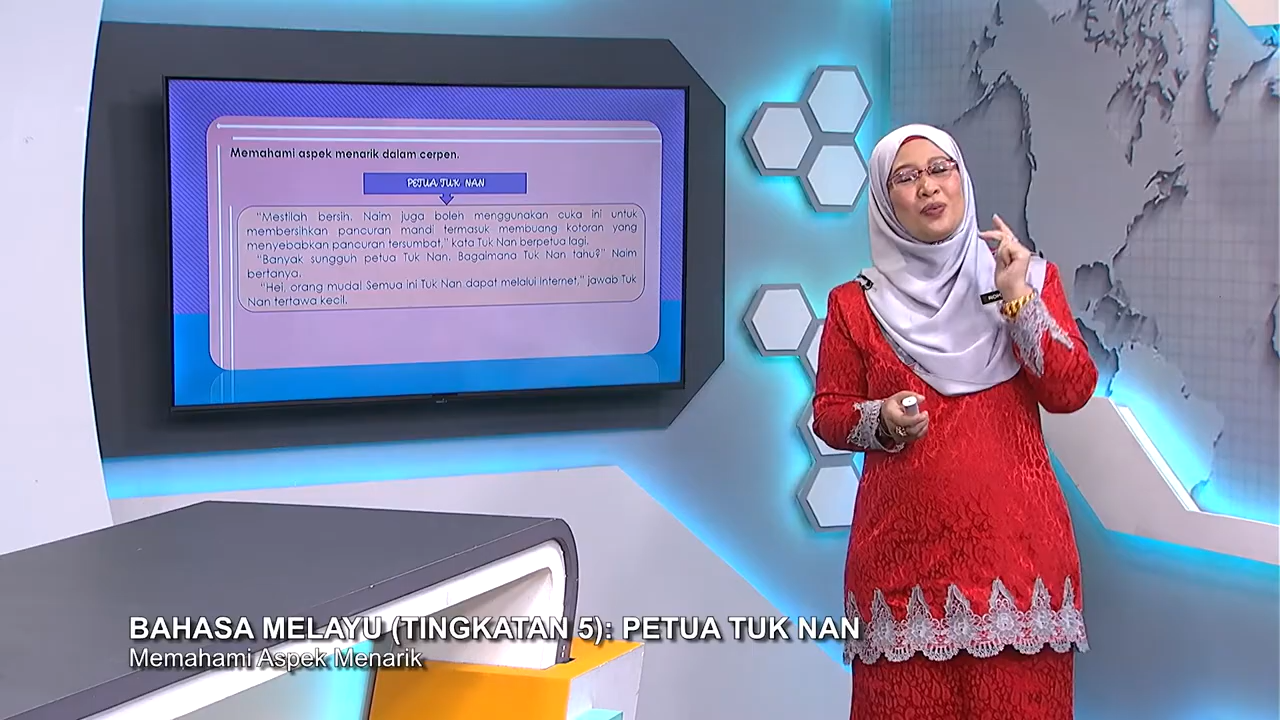 Memahami aspek menarik dalam cerpen.
PETUA TUK NAN
"Mestilah bersih. Naim juga boleh menggunakan cuka ini untuk
membersihkan pancuran mandi termasuk membuang kotoran yang
menyebabkan pancuran tersumbat," kata Tuk Nan berpetua lagi.
"Banyak sungguh petua Tuk Nan. Bagaimana Tuk Nan tahu?" Naim
bertanya.
"Hei, orang muda! Semua ini Tuk Nan dapat melalui Internet," jawab Tuk
Nan tertawa kecil.
BAHASA MELAYU (TINGKATAN 5): PETUA TUK NAN
Memahami Aspek Menarik